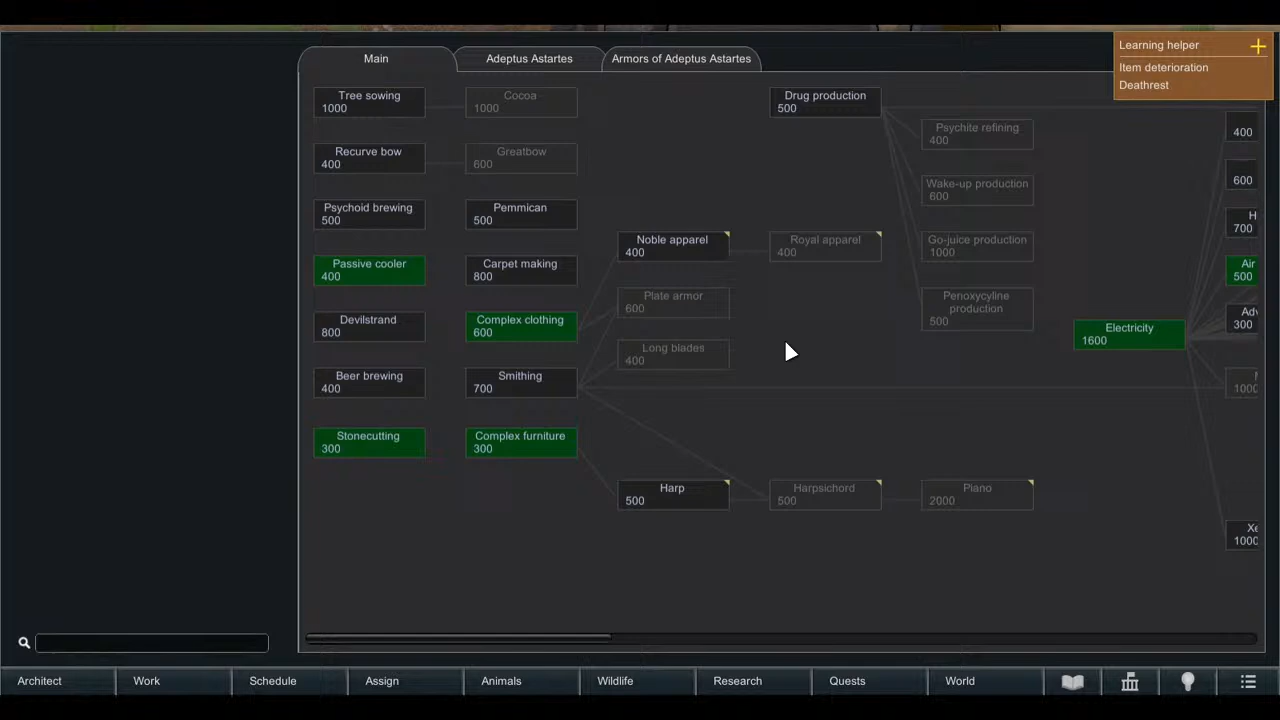 Main
Adeptus Astartes
Armors of Adeptus Astartes
Learning helper
Item deterioration
Deathrest
Tree sowing
1000
Cocoa
1000
Drug production
500
Psychite refining
400
400
Recurve bow
400
Greatbow
600
Wake-up production
600
600
Psychoid brewing
500
Pemmican
500
Noble apparel
400
Royal apparel
400
Go-juice production
1000
H
700
Passive cooler
400
Carpet making
800
Plate armor
600
Penoxycyline
production
500
Air
500
Devilstrand
800
Complex clothing
600
Long blades
400
Electricity
1600
Adv
300
Beer brewing
400
Smithing
700
1000
Stonecutting
300
Complex furniture
300
Harp
500
Harpsichord
500
Piano
2000
Xe
1000
Architect
Work
Schedule
Assign
Animals
Wildlife
Research
Quests
World